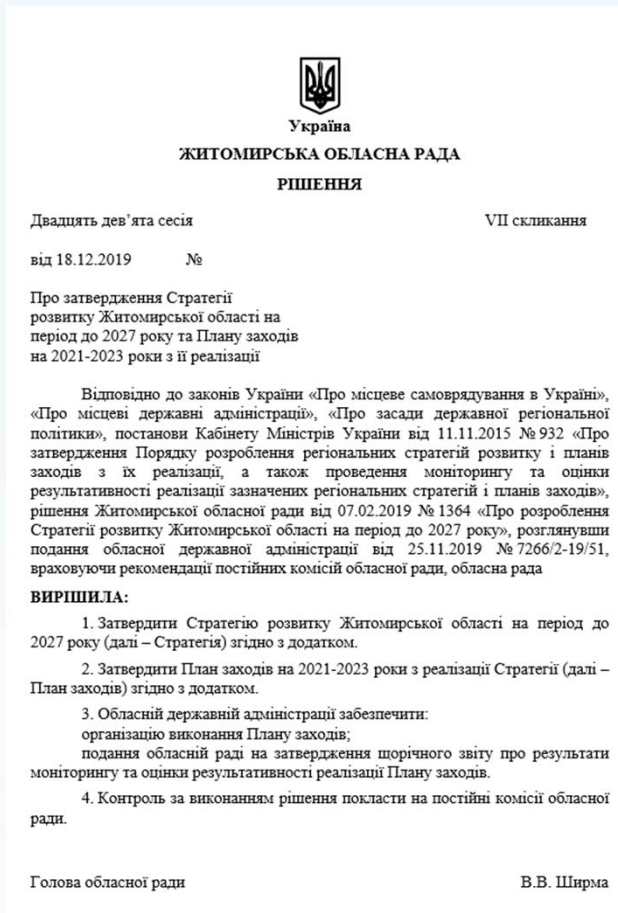 Україна
ЖИТОМИРСЬКА ОБЛАСНА РАДА
РІШЕННЯ
Двадцять дев’ята сесія VII скликання
від 18.12.2019 №
Про затвердження Стратегії
розвитку Житомирської області на
період до 2027 року та Плану заходів
на 2021-2023 роки з її реалізації
Відповідно до законів України «Про місцеве самоврядування в Україні»,
«Про місцеві державні адміністрації», «Про засади державної регіональної
політики», постанови Кабінету Міністрів України від 11.11.2015 № 932 «Про
затвердження Порядку розроблення регіональних стратегій розвитку і планів
заходів з їх реалізації, а також проведення моніторингу та оцінки
результативності реалізації зазначених регіональних стратегій і планів заходів»,
рішення Житомирської обласної ради від 07.02.2019 № 1364 «Про розроблення
Стратегії розвитку Житомирської області на період до 2027 року», розглянувши
подання обласної державної адміністрації від 25.11.2019 № 7266/2-19/51,
враховуючи рекомендації постійних комісій обласної ради, обласна рада
ВИРІШИЛА:
1. Затвердити Стратегію розвитку Житомирської області на період до
2027 року (далі – Стратегія) згідно з додатком.
2. Затвердити План заходів на 2021-2023 роки з реалізації Стратегії (далі –
План заходів) згідно з додатком.
3. Обласній державній адміністрації забезпечити:
організацію виконання Плану заходів;
подання обласній раді на затвердження щорічного звіту про результати
моніторингу та оцінки результативності реалізації Плану заходів.
4. Контроль за виконанням рішення покласти на постійні комісії обласної
ради.
Голова обласної ради В.В. Ширма